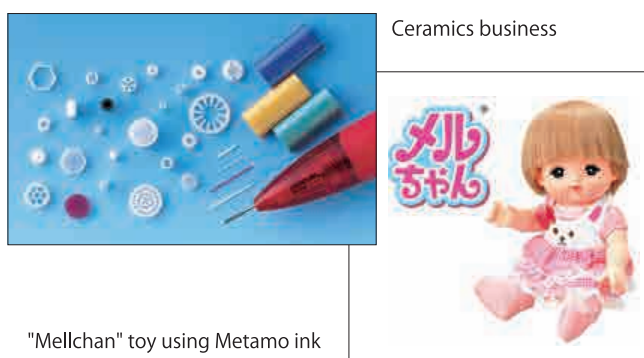 Ceramics business
メル
ちゃん
"Mellchan" toy using Metamo ink